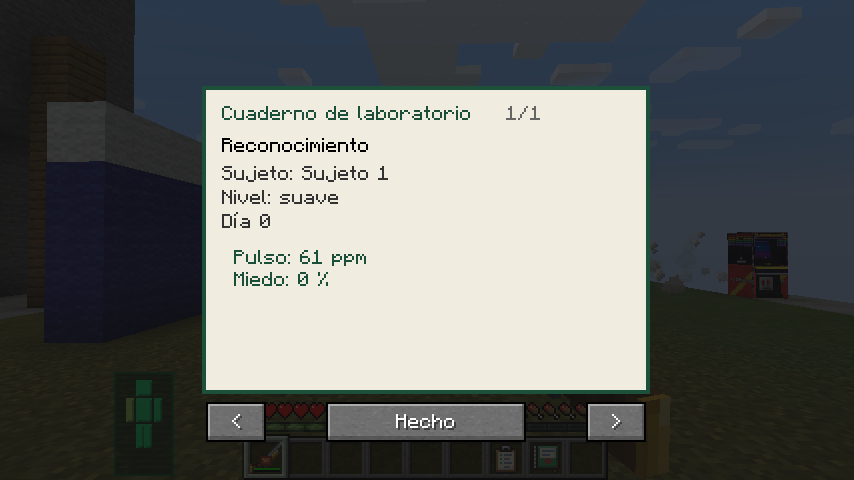 Cuaderno de laboratorio 1/1
Reconocimiento
Sujeto: Sujeto 1
Nivel: suave
Día 0
Pulso: 61 ppm
Miedo: 0 %
< Hecho >